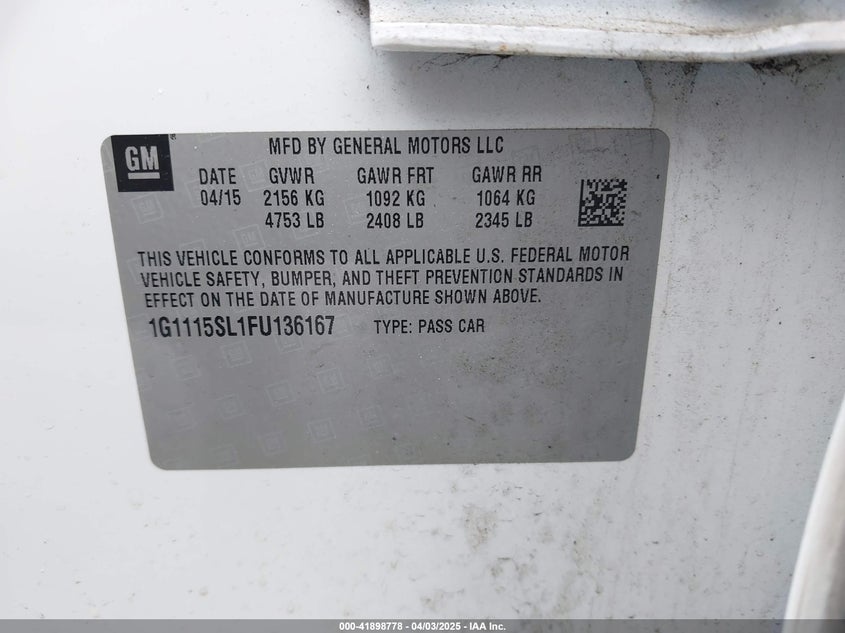 GM
MFD BY GENERAL MOTORS LLC
DATE GVWR GAWR FRT GAWR RR
04/15 2156 KG 1092 KG 1064 KG
4753 LB 2408 LB 2345 LB
THIS VEHICLE CONFORMS TO ALL APPLICABLE U.S. FEDERAL MOTOR
VEHICLE SAFETY, BUMPER, AND THEFT PREVENTION STANDARDS IN
EFFECT ON THE DATE OF MANUFACTURE SHOWN ABOVE.
1G1115SL1FU136167 TYPE: PASS CAR
000-41898778 - 04/03/2025 - IAA Inc.